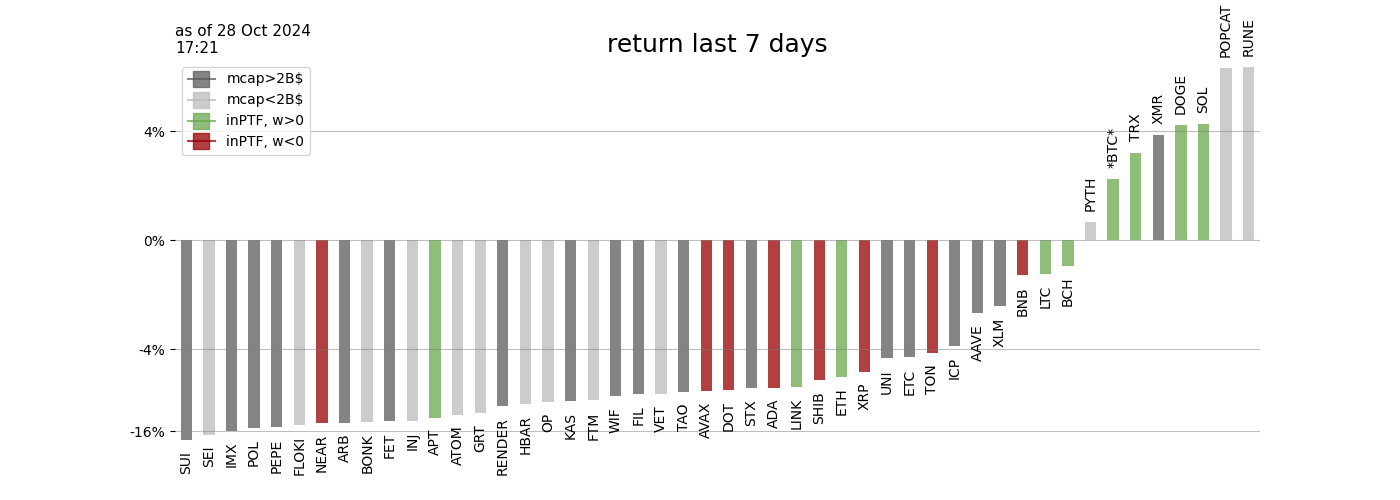 as of 28 Oct 2024
17:21
return last 7 days
mcap>2B$
mcap<2B$
inPTF, w>0
inPTF, w<0
4%
0%
-4%
-16%
SUI
SEI
IMX
POL
PEPE
FLOKI
NEAR
ARB
BONK
FET
INJ
APT
ATOM
GRT
RENDER
HBAR
OP
KAS
FTM
WIF
FIL
VET
TAO
AVAX
DOT
STX
ADA
LINK
SHIB
ETH
XRP
UNI
ETC
TON
ICP
AAVE
XLM
BNB
LTC
BCH
PYTH
*BTC*
TRX
XMR
DOGE
SOL
POPCAT
RUNE